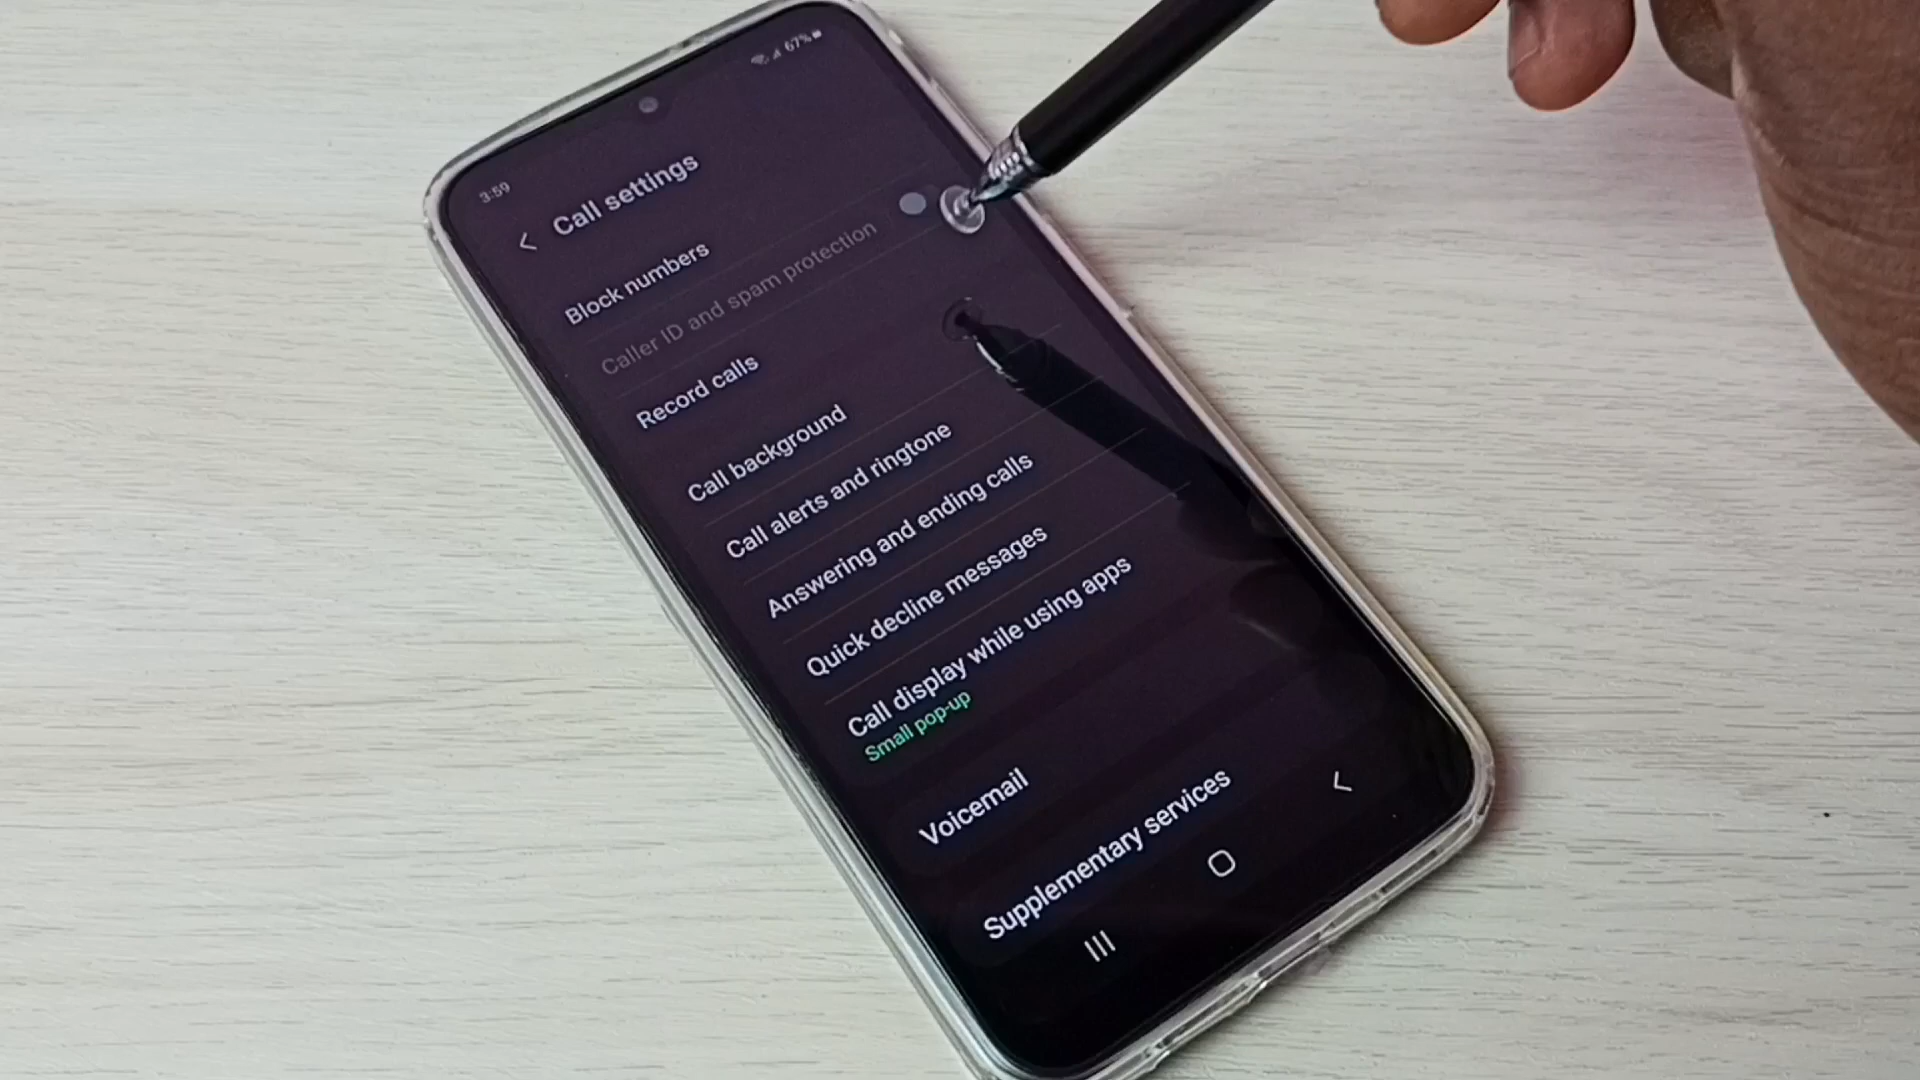 3:59
67%
Call settings
Block numbers
Caller ID and spam protection
Record calls
Call background
Call alerts and ringtone
Answering and ending calls
Quick decline messages
Call display while using apps
Small pop-up
Voicemail
Supplementary services